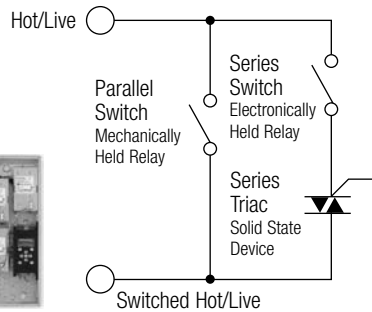 Hot/Live
Parallel
Switch
Mechanically
Held Relay
Series
Switch
Electronically
Held Relay
Series
Triac
Solid State
Device
Switched Hot/Live